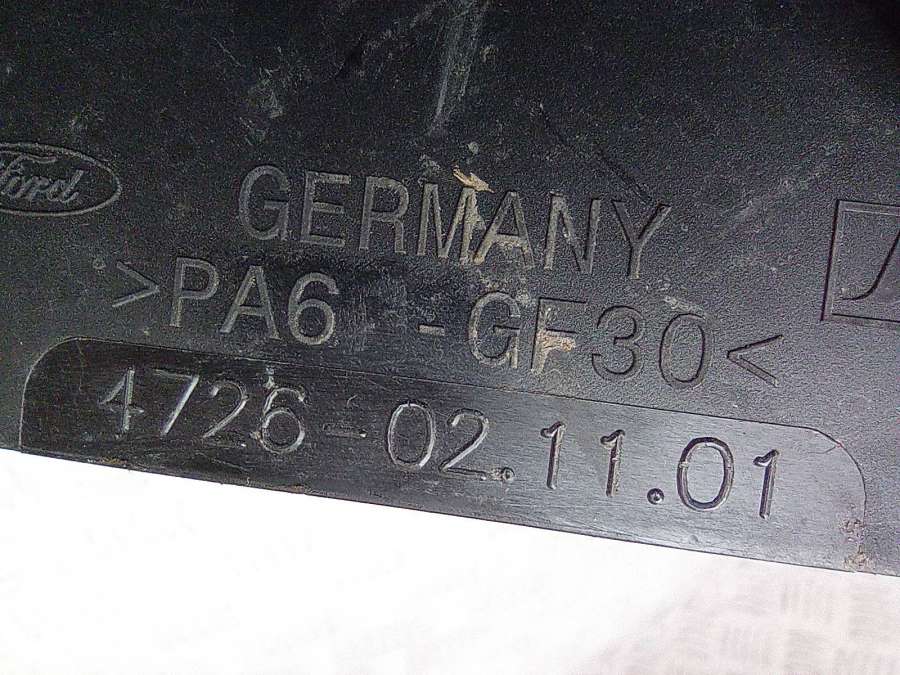 Ford
GERMANY
>PA6 -GF30<
4726-02.11.01